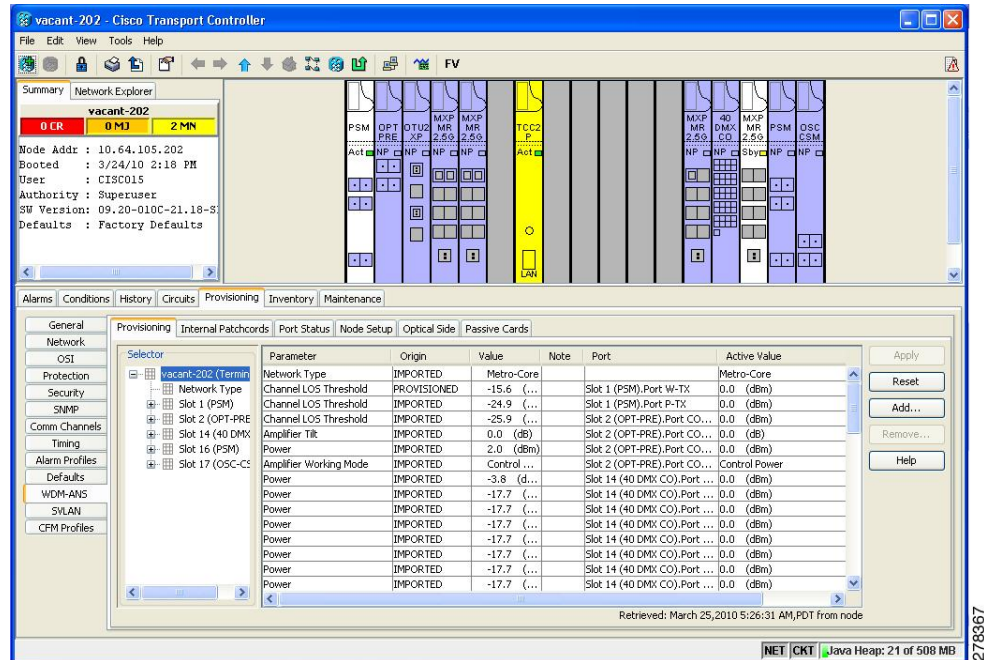 vacant-202 - Cisco Transport Controller
File Edit View Tools Help
FV
Summary Network Explorer
vacant-202
0 CR 0 MJ 2 MN
Node Addr : 10.64.105.202
Booted : 3/24/10 2:18 PM
User : CISCO15
Authority : Superuser
SW Version: 09.20-010C-21.18-S
Defaults : Factory Defaults
PSM OPT PRE OTU2 XP MXP MR 2.5G MXP MR 2.5G TCC2 P MXP MR 2.5G 40 DMX CO MXP MR 2.5G PSM OSC CSM
Act NP NP NP NP Act NP NP Sby NP NP
LAN
Alarms Conditions History Circuits Provisioning Inventory Maintenance
General
Network
OSI
Protection
Security
SNMP
Comm Channels
Timing
Alarm Profiles
Defaults
WDM-ANS
SVLAN
CFM Profiles
Provisioning Internal Patchcords Port Status Node Setup Optical Side Passive Cards
Selector
vacant-202 (Termin
Network Type
Slot 1 (PSM)
Slot 2 (OPT-PRE
Slot 14 (40 DMX
Slot 16 (PSM)
Slot 17 (OSC-CS
Parameter Origin Value Note Port Active Value
Network Type IMPORTED Metro-Core Metro-Core
Channel LOS Threshold PROVISIONED -15.6 (... Slot 1 (PSM).Port W-TX 0.0 (dBm)
Channel LOS Threshold IMPORTED -24.9 (... Slot 1 (PSM).Port P-TX 0.0 (dBm)
Channel LOS Threshold IMPORTED -25.9 (... Slot 2 (OPT-PRE).Port CO... 0.0 (dBm)
Amplifier Tilt IMPORTED 0.0 (dB) Slot 2 (OPT-PRE).Port CO... 0.0 (dB)
Power IMPORTED 2.0 (dBm) Slot 2 (OPT-PRE).Port CO... 0.0 (dBm)
Amplifier Working Mode IMPORTED Control ... Slot 2 (OPT-PRE).Port CO... Control Power
Power IMPORTED -3.8 (d... Slot 14 (40 DMX CO).Port ... 0.0 (dBm)
Power IMPORTED -17.7 (... Slot 14 (40 DMX CO).Port ... 0.0 (dBm)
Power IMPORTED -17.7 (... Slot 14 (40 DMX CO).Port ... 0.0 (dBm)
Power IMPORTED -17.7 (... Slot 14 (40 DMX CO).Port ... 0.0 (dBm)
Power IMPORTED -17.7 (... Slot 14 (40 DMX CO).Port ... 0.0 (dBm)
Power IMPORTED -17.7 (... Slot 14 (40 DMX CO).Port ... 0.0 (dBm)
Power IMPORTED -17.7 (... Slot 14 (40 DMX CO).Port ... 0.0 (dBm)
Power IMPORTED -17.7 (... Slot 14 (40 DMX CO).Port ... 0.0 (dBm)
Apply
Reset
Add...
Remove...
Help
Retrieved: March 25,2010 5:26:31 AM,PDT from node
NET CKT Java Heap: 21 of 508 MB
278367